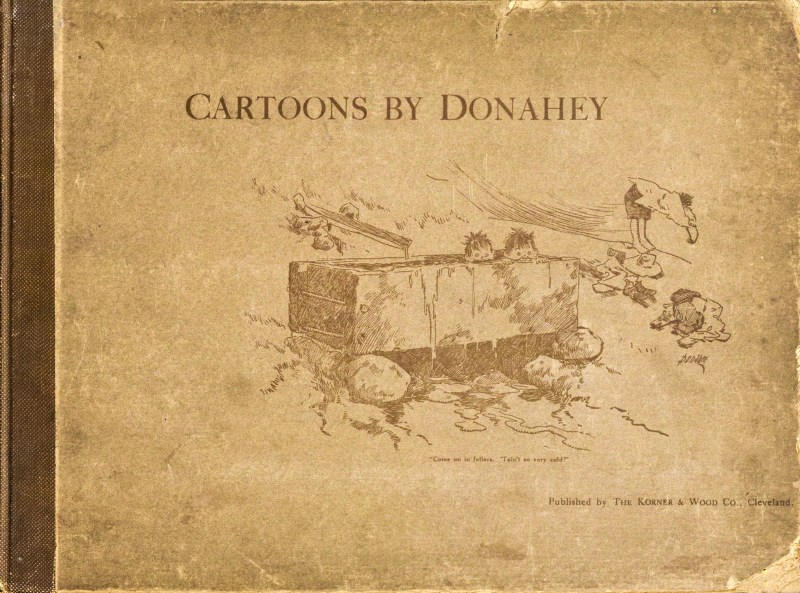 CARTOONS BY DONAHEY
"Come on in fellers. 'Tain't so very cold!"
Published by THE KORNER & WOOD CO., Cleveland.